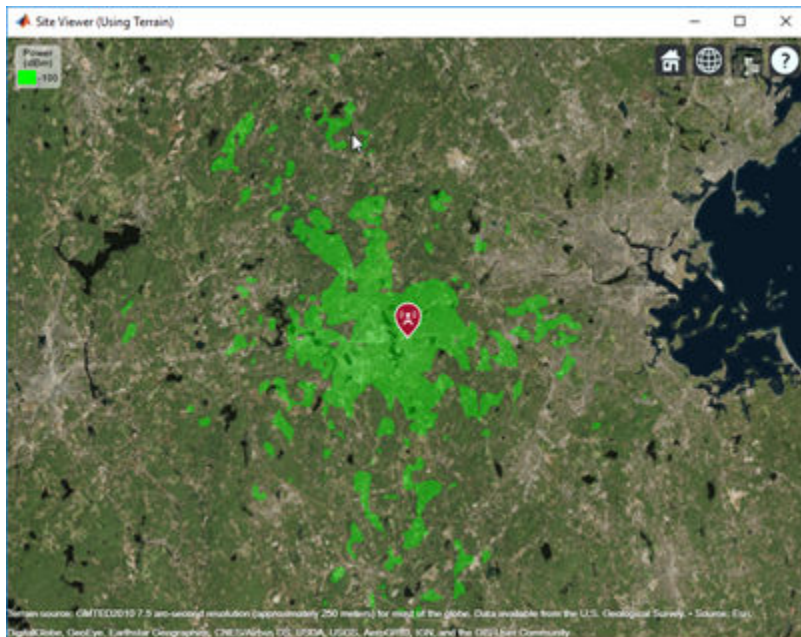 Site Viewer (Using Terrain)
Power
(dBm)
-100
?
Terrain source: GMTED2010 7.5 arc-second resolution (approximately 250 meters) for most of the globe. Data available from the U.S. Geological Survey. • Source: Esri,
DigitalGlobe, GeoEye, Earthstar Geographics, CNES/Airbus DS, USDA, USGS, AeroGRID, IGN, and the GIS User Community